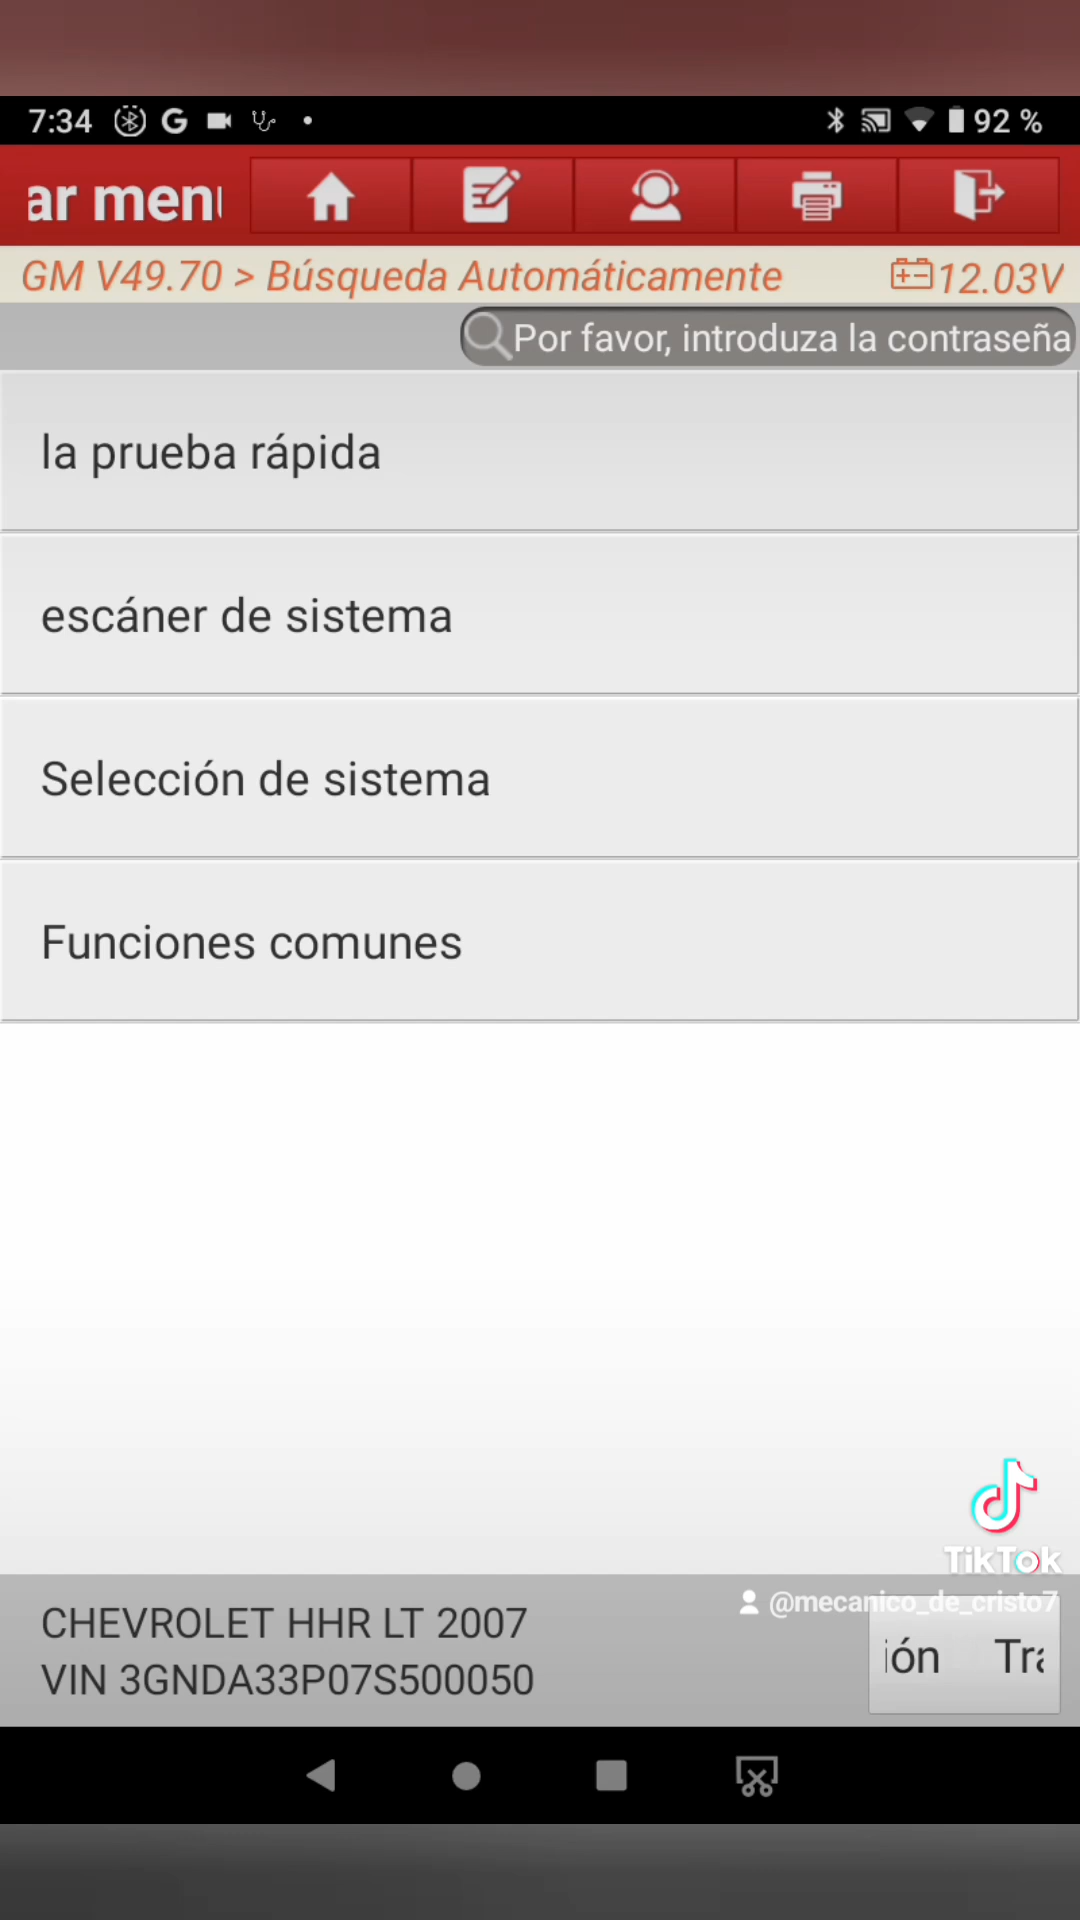 7:34 G 92 %
ar men
GM V49.70 > Búsqueda Automáticamente 12.03V
Por favor, introduza la contraseña
la prueba rápida
escáner de sistema
Selección de sistema
Funciones comunes
TikTok
@mecanico_de_cristo7
CHEVROLET HHR LT 2007
ión Tra
VIN 3GNDA33P07S500050